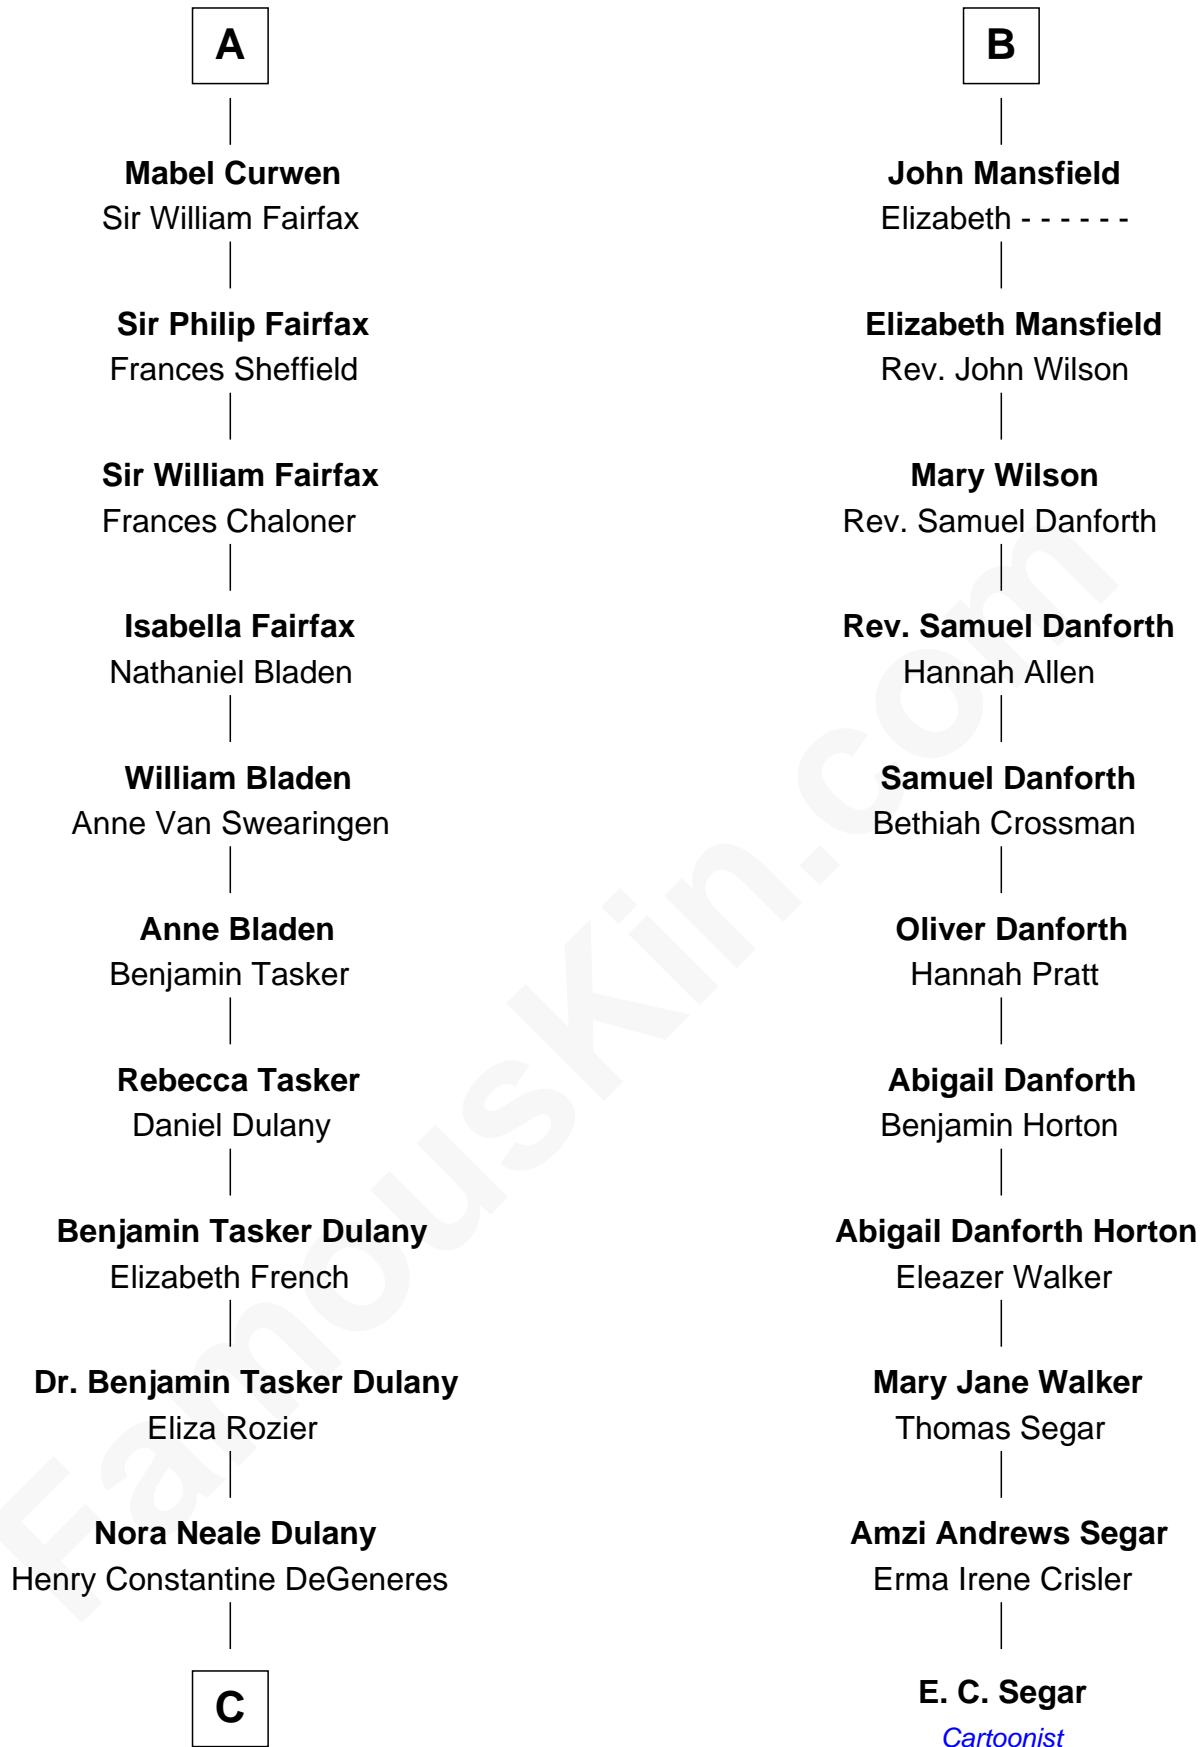 A
Mabel Curwen
Sir William Fairfax
Sir Philip Fairfax
Frances Sheffield
Sir William Fairfax
Frances Chaloner
Isabella Fairfax
Nathaniel Bladen
William Bladen
Anne Van Swearingen
Anne Bladen
Benjamin Tasker
Rebecca Tasker
Daniel Dulany
Benjamin Tasker Dulany
Elizabeth French
Dr. Benjamin Tasker Dulany
Eliza Rozier
Nora Neale Dulany
Henry Constantine DeGeneres
C
B
John Mansfield
Elizabeth - - - - - -
Elizabeth Mansfield
Rev. John Wilson
Mary Wilson
Rev. Samuel Danforth
Rev. Samuel Danforth
Hannah Allen
Samuel Danforth
Bethiah Crossman
Oliver Danforth
Hannah Pratt
Abigail Danforth
Benjamin Horton
Abigail Danforth Horton
Eleazer Walker
Mary Jane Walker
Thomas Segar
Amzi Andrews Segar
Erma Irene Crisler
E. C. Segar
Cartoonist
FamousKin.com